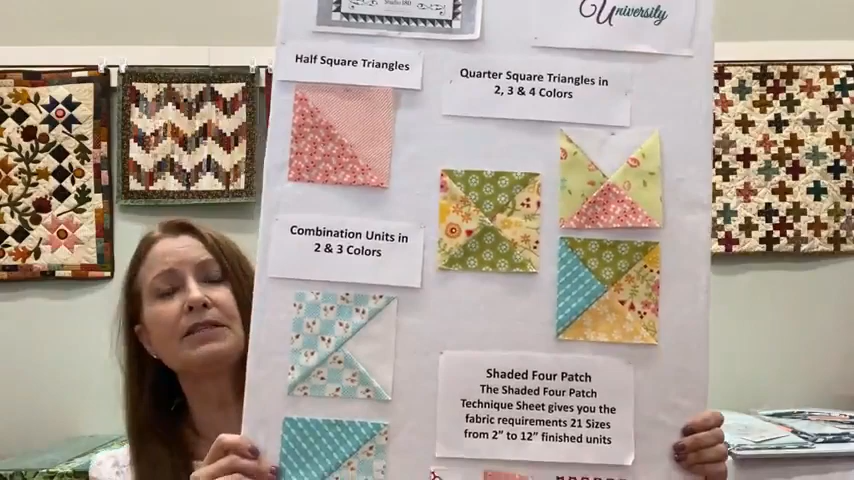 Studio 180
University
Half Square Triangles
Quarter Square Triangles in
2, 3 & 4 Colors
Combination Units in
2 & 3 Colors
Shaded Four Patch
The Shaded Four Patch
Technique Sheet gives you the
fabric requirements 21 Sizes
from 2" to 12" finished units